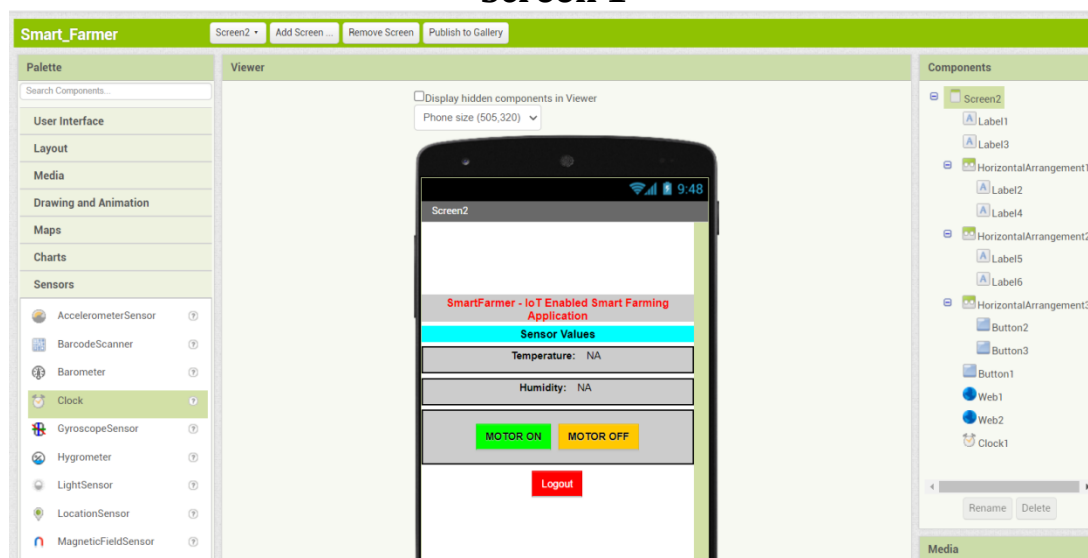 Smart_Farmer
Screen2
Add Screen ...
Remove Screen
Publish to Gallery
Palette
Search Components...
User Interface
Layout
Media
Drawing and Animation
Maps
Charts
Sensors
AccelerometerSensor
BarcodeScanner
Barometer
Clock
GyroscopeSensor
Hygrometer
LightSensor
LocationSensor
MagneticFieldSensor
Viewer
Display hidden components in Viewer
Phone size (505,320)
9:48
Screen2
SmartFarmer - IoT Enabled Smart Farming
Application
Sensor Values
Temperature: NA
Humidity: NA
MOTOR ON
MOTOR OFF
Logout
Components
Screen2
Label1
Label3
HorizontalArrangement1
Label2
Label4
HorizontalArrangement2
Label5
Label6
HorizontalArrangement3
Button2
Button3
Button1
Web1
Web2
Clock1
Rename
Delete
Media